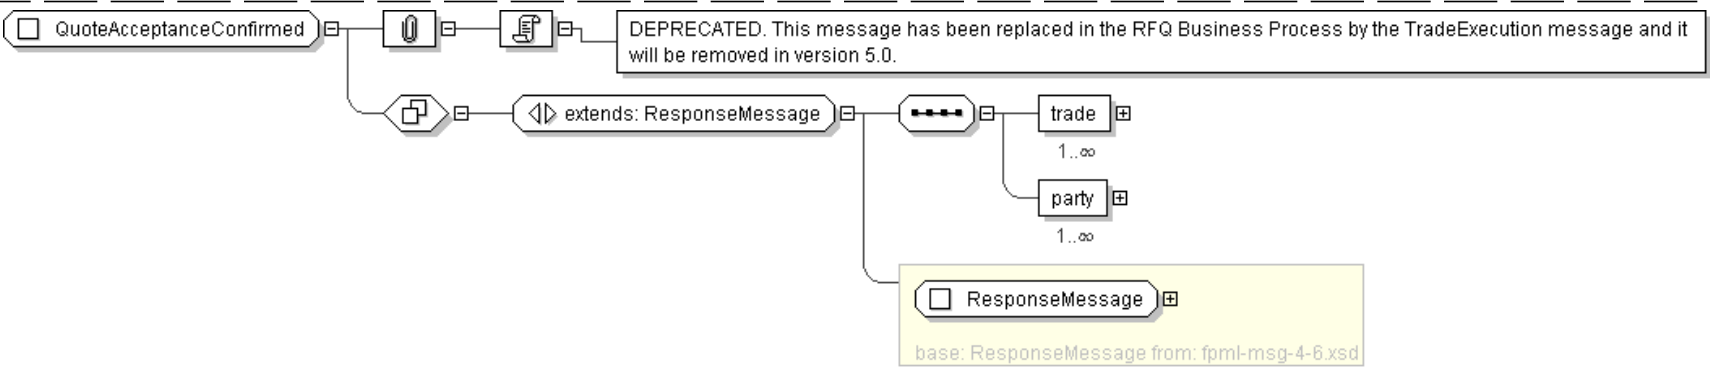 QuoteAcceptanceConfirmed
DEPRECATED. This message has been replaced in the RFQ Business Process by the TradeExecution message and it
will be removed in version 5.0.
extends: ResponseMessage
trade
1..∞
party
1..∞
ResponseMessage
base: ResponseMessage from: fpml-msg-4-6.xsd